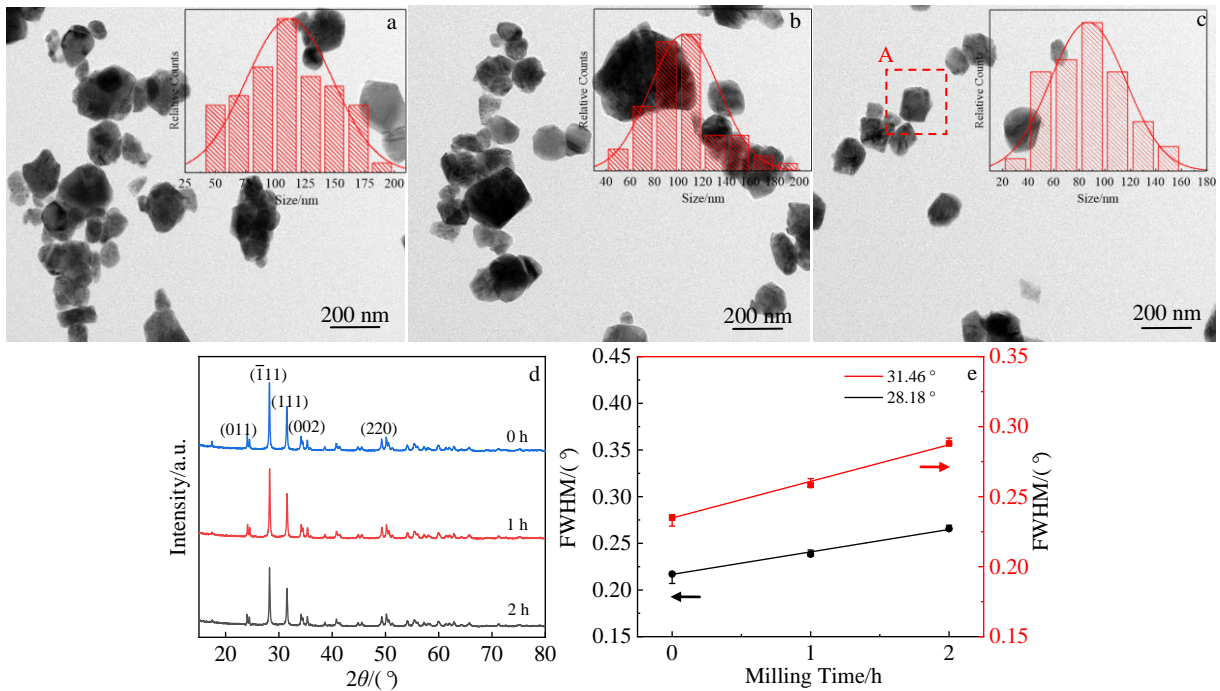 a
Relative Counts
25 50 75 100 125 150 175 200
Size/nm
200 nm
b
Relative Counts
40 60 80 100 120 140 160 180 200
Size/nm
200 nm
c
A
Relative Counts
20 40 60 80 100 120 140 160 180
Size/nm
200 nm
d
(011)
(1̅11)
(111)
(002)
(220)
0 h
1 h
2 h
Intensity/a.u.
20 30 40 50 60 70 80
2θ/(°)
e
31.46 °
28.18 °
0.45
0.40
0.35
0.30
0.25
0.20
0.15
FWHM/(°)
0.35
0.30
0.25
0.20
0.15
FWHM/(°)
0 1 2
Milling Time/h